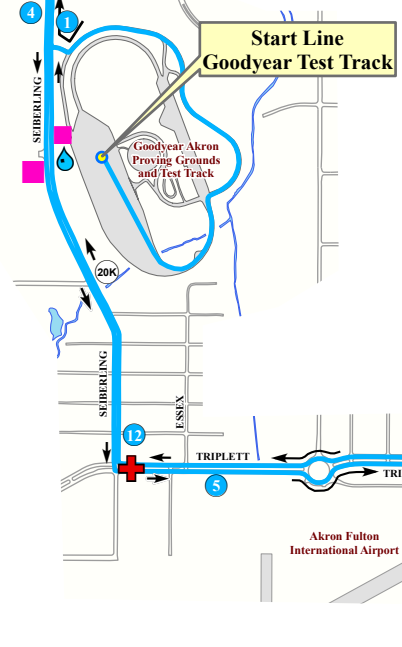 4
1
Start Line
Goodyear Test Track
SEIBERLING
Goodyear Akron
Proving Grounds
and Test Track
20K
SEIBERLING
ESSEX
12
TRIPLETT
5
TRI
Akron Fulton
International Airport